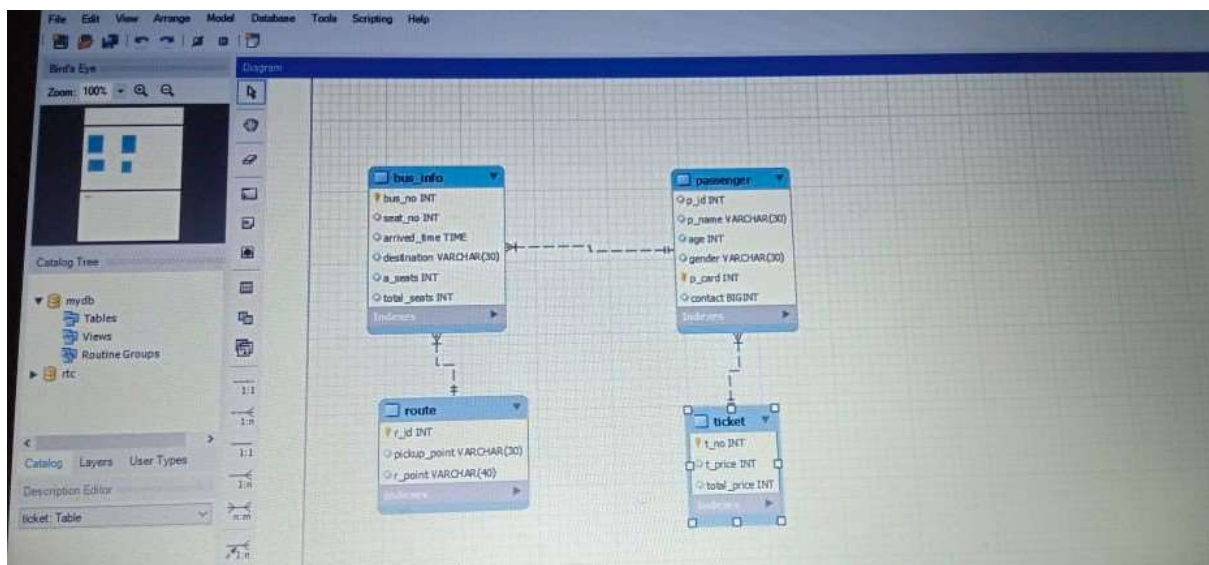 File Edit View Arrange Model Database Tools Scripting Help
Bird's Eye
Diagram
Zoom: 100%
bus_info
bus_no INT
seat_no INT
arrived_time TIME
destination VARCHAR(30)
a_seats INT
total_seats INT
Indexes
passenger
p_id INT
p_name VARCHAR(30)
age INT
gender VARCHAR(30)
p_card INT
contact BIGINT
Indexes
Catalog Tree
mydb
Tables
Views
Routine Groups
rtc
Catalog Layers User Types
Description Editor
ticket: Table
1:1
1:n
1:1
1:n
n:m
1:n
route
r_id INT
pickup_point VARCHAR(30)
r_point VARCHAR(40)
Indexes
ticket
t_no INT
t_price INT
total_price INT
Indexes